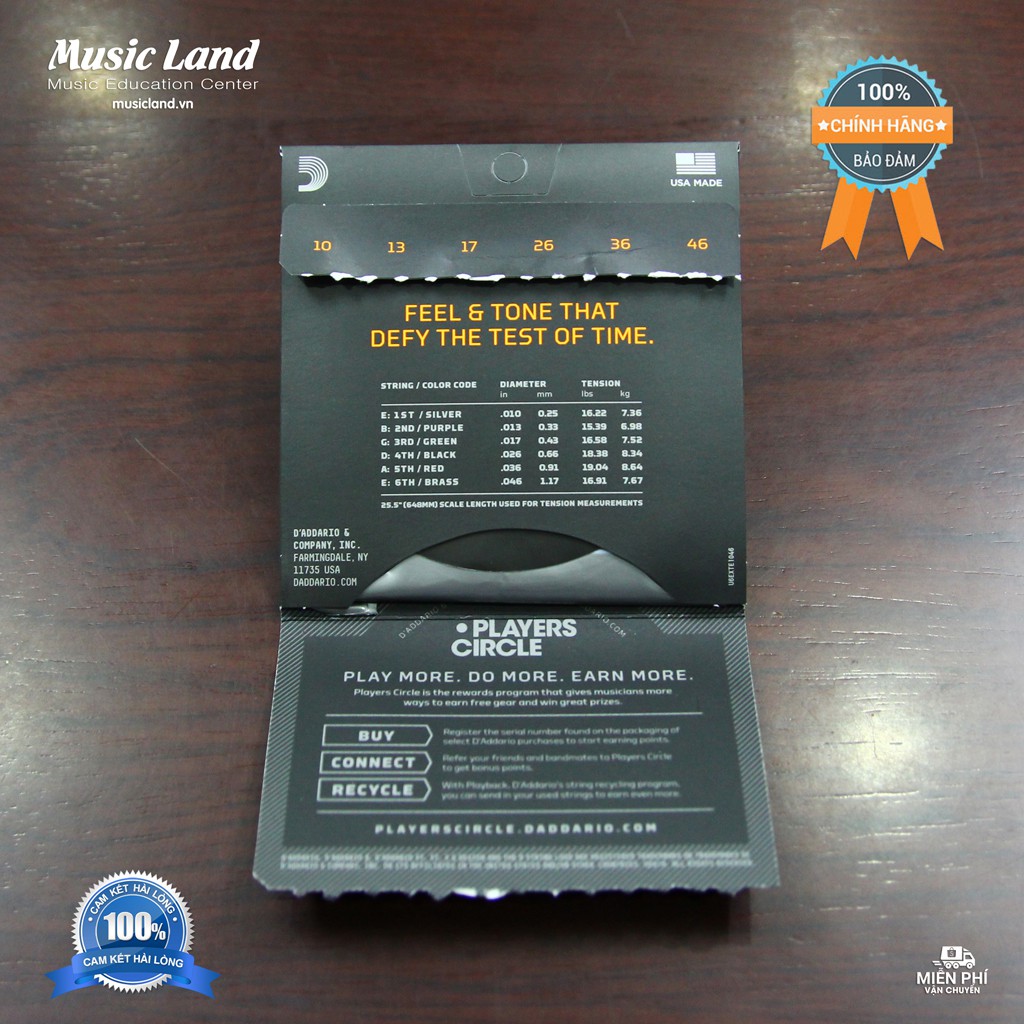 Music Land
Music Education Center
musicland.vn
100%
CHÍNH HÃNG
BẢO ĐẢM
USA MADE
10 13 17 26 36 46
FEEL & TONE THAT
DEFY THE TEST OF TIME.
STRING / COLOR CODE DIAMETER TENSION
in mm lbs kg
E: 1ST / SILVER .010 0.25 16.22 7.36
B: 2ND / PURPLE .013 0.33 15.39 6.98
G: 3RD / GREEN .017 0.43 16.58 7.52
D: 4TH / BLACK .026 0.66 18.38 8.34
A: 5TH / RED .036 0.91 19.04 8.64
E: 6TH / BRASS .046 1.17 16.91 7.67
25.5" (648MM) SCALE LENGTH USED FOR TENSION MEASUREMENTS
D'ADDARIO &
COMPANY, INC.
FARMINGDALE, NY
11735 USA
DADDARIO.COM
U6EXTE1046
PLAYERS
CIRCLE
PLAY MORE. DO MORE. EARN MORE.
Players Circle is the rewards program that gives musicians more
ways to earn free gear and win great prizes.
BUY
Register the serial number found on the packaging of
select D'Addario purchases to start earning points.
CONNECT
Refer your friends and bandmates to Players Circle
to get bonus points.
RECYCLE
With Playback, D'Addario's string recycling program,
you can send in your used strings to earn even more.
PLAYERSCIRCLE.DADDARIO.COM
CAM KẾT HÀI LÒNG
100%
CAM KẾT HÀI LÒNG
MIỄN PHÍ
VẬN CHUYỂN